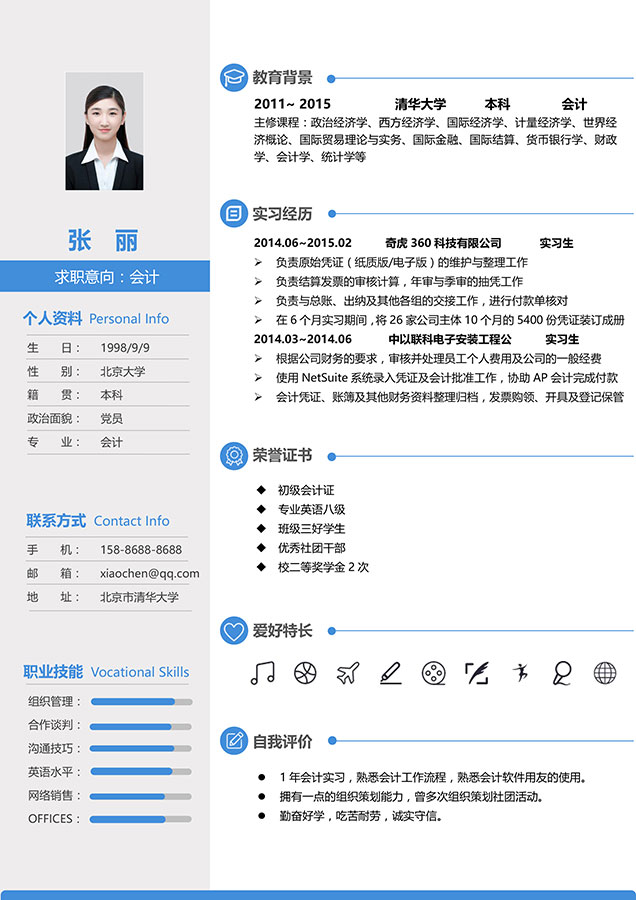 张 丽
求职意向：会计
个人资料 Personal Info
生 日： 1998/9/9
性 别： 北京大学
籍 贯： 本科
政治面貌： 党员
专 业： 会计
联系方式 Contact Info
手 机： 158-8688-8688
邮 箱： xiaochen@qq.com
地 址： 北京市清华大学
职业技能 Vocational Skills
组织管理：
合作谈判：
沟通技巧：
英语水平：
网络销售：
OFFICES：
教育背景
2011~ 2015 清华大学 本科 会计
主修课程：政治经济学、西方经济学、国际经济学、计量经济学、世界经
济概论、国际贸易理论与实务、国际金融、国际结算、货币银行学、财政
学、会计学、统计学等
实习经历
2014.06~2015.02 奇虎 360 科技有限公司 实习生
负责原始凭证（纸质版/电子版）的维护与整理工作
负责结算发票的审核计算，年审与季审的抽凭工作
负责与总账、出纳及其他各组的交接工作，进行付款单核对
在 6 个月实习期间，将 26 家公司主体 10 个月的 5400 份凭证装订成册
2014.03~2014.06 中以联科电子安装工程公 实习生
根据公司财务的要求，审核并处理员工个人费用及公司的一般经费
使用 NetSuite 系统录入凭证及会计批准工作，协助 AP 会计完成付款
会计凭证、账簿及其他财务资料整理归档，发票购领、开具及登记保管
荣誉证书
初级会计证
专业英语八级
班级三好学生
优秀社团干部
校二等奖学金 2 次
爱好特长
自我评价
1 年会计实习，熟悉会计工作流程，熟悉会计软件用友的使用。
拥有一点的组织策划能力，曾多次组织策划社团活动。
勤奋好学，吃苦耐劳，诚实守信。